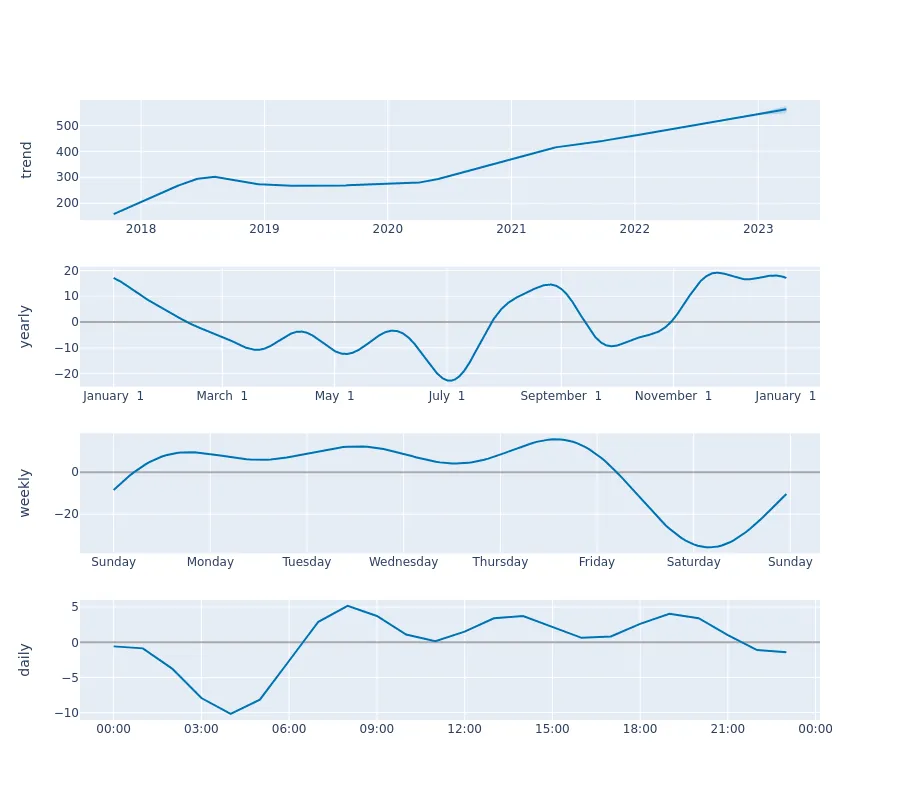 trend
500
400
300
200
2018 2019 2020 2021 2022 2023
yearly
20
10
0
−10
−20
January 1 March 1 May 1 July 1 September 1 November 1 January 1
weekly
0
−20
Sunday Monday Tuesday Wednesday Thursday Friday Saturday Sunday
daily
5
0
−5
−10
00:00 03:00 06:00 09:00 12:00 15:00 18:00 21:00 00:00